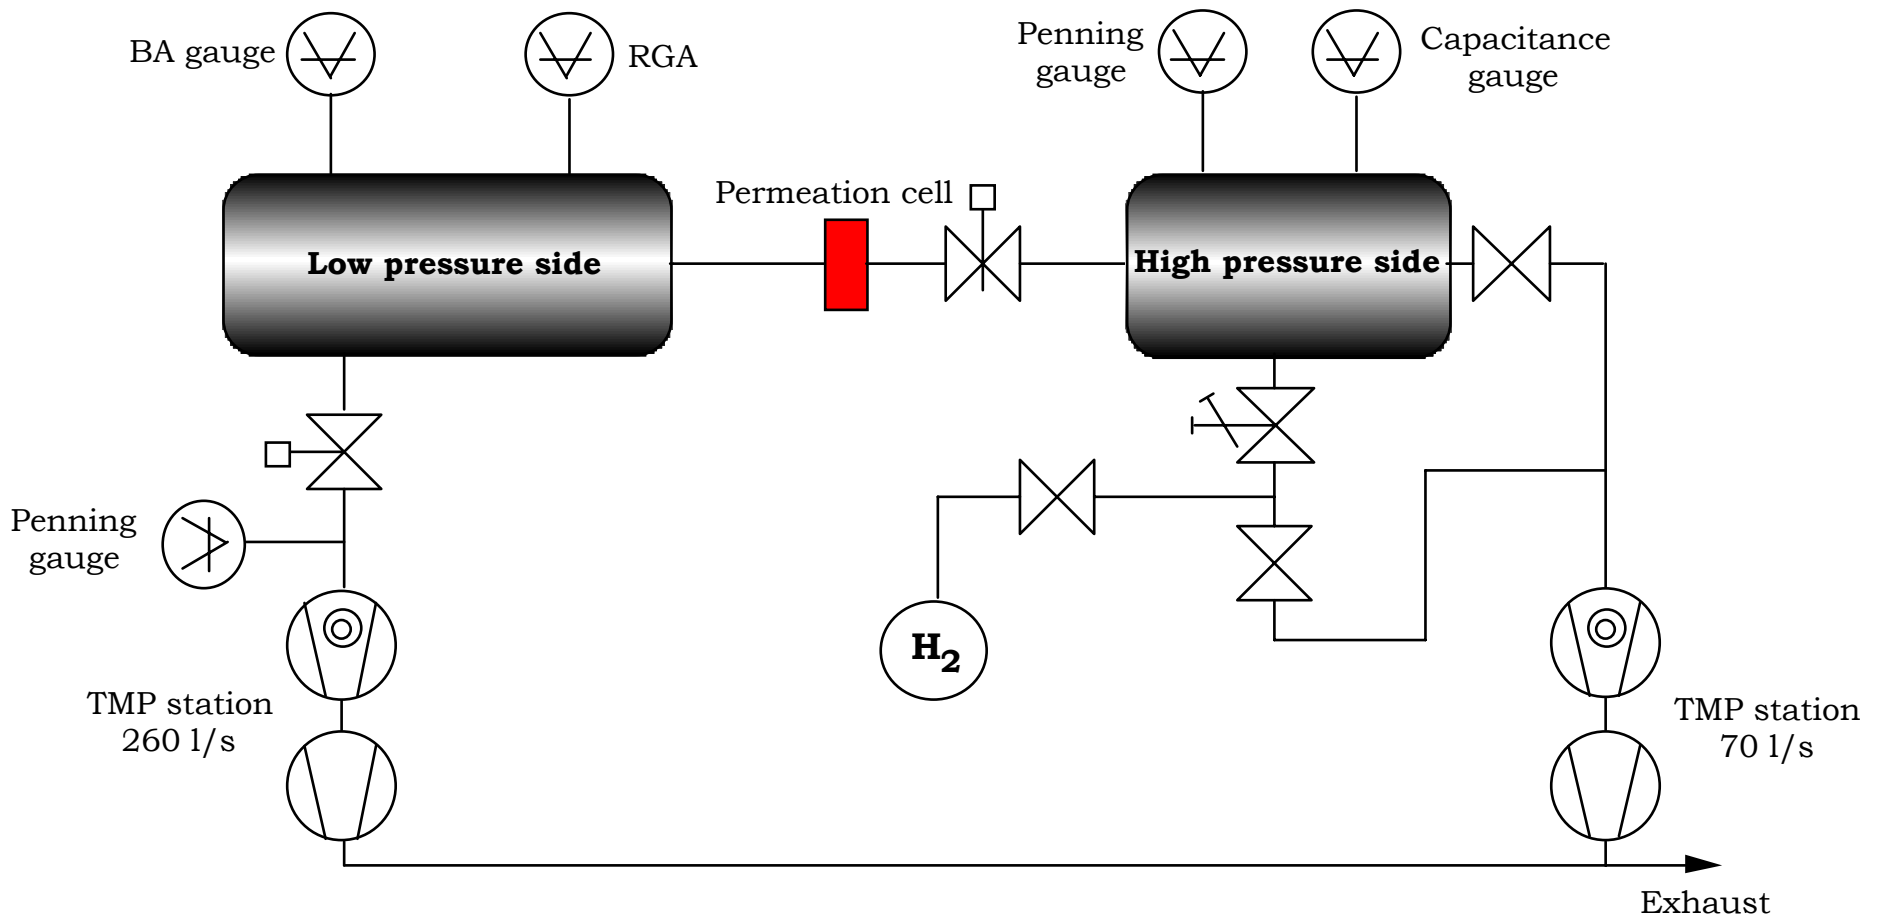 BA gauge
RGA
Penning
gauge
Capacitance
gauge
Permeation cell
Low pressure side
High pressure side
Penning
gauge
H2
TMP station
260 l/s
TMP station
70 l/s
Exhaust